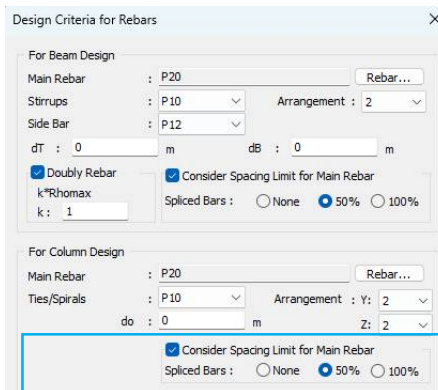 Design Criteria for Rebars
For Beam Design
Main Rebar : P20 Rebar...
Stirrups : P10 Arrangement : 2
Side Bar : P12
dT : 0 m dB : 0 m
Doubly Rebar Consider Spacing Limit for Main Rebar
k*Rhomax
Spliced Bars : None 50% 100%
k : 1
For Column Design
Main Rebar : P20 Rebar...
Ties/Spirals : P10 Arrangement : Y: 2
do : 0 m Z: 2
Consider Spacing Limit for Main Rebar
Spliced Bars : None 50% 100%